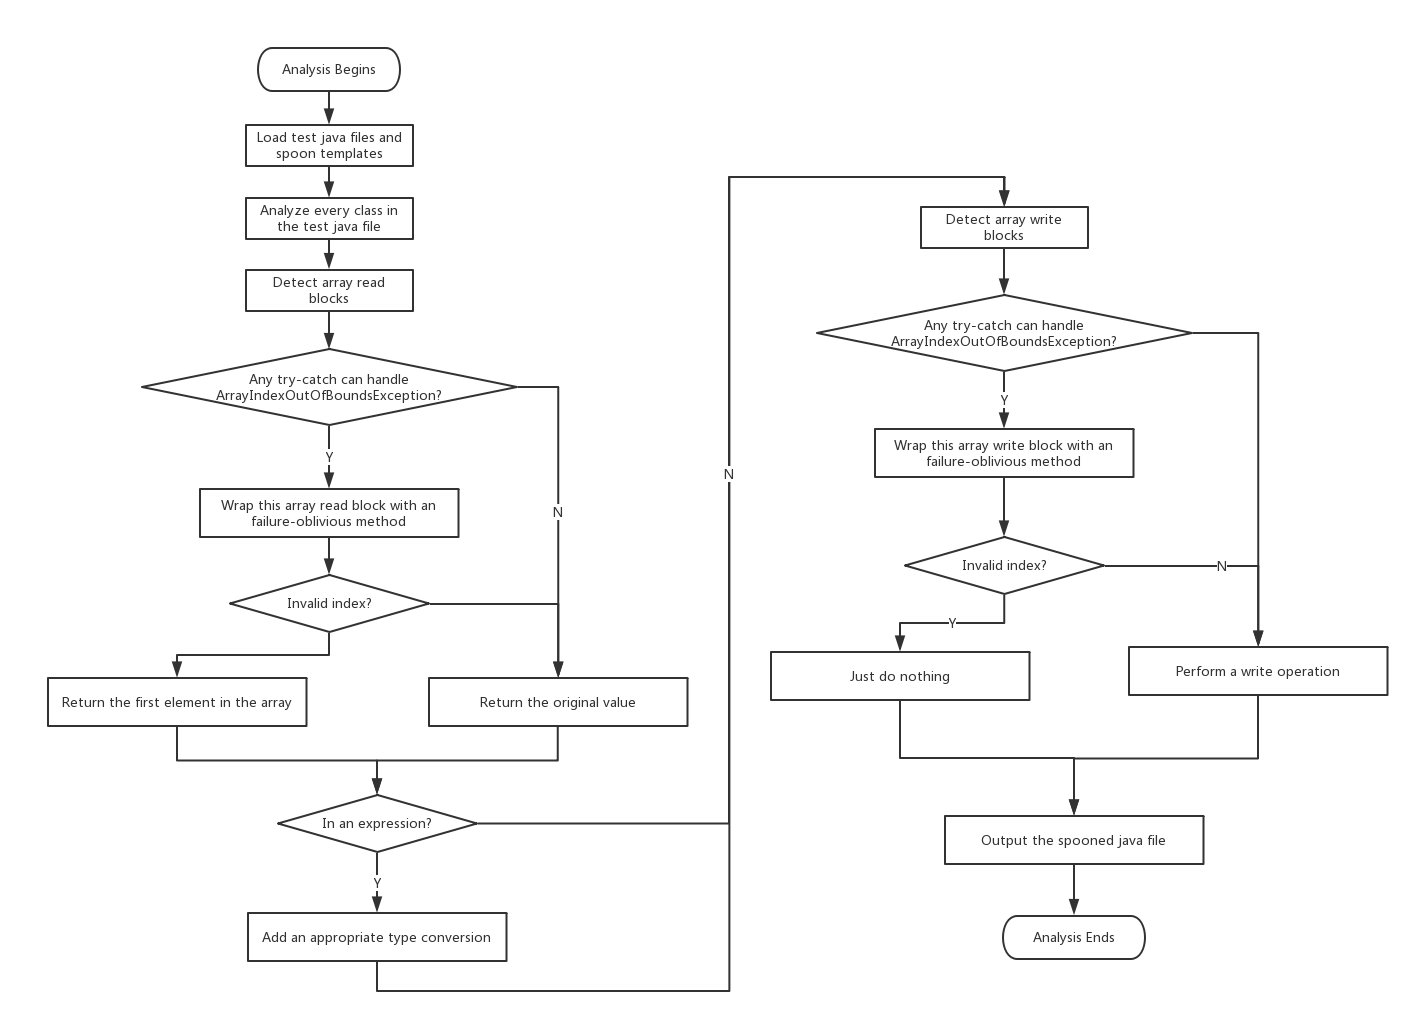 Analysis Begins
Load test java files and
spoon templates
Analyze every class in
the test java file
Detect array read
blocks
Any try-catch can handle
ArrayIndexOutOfBoundsException?
Y
N
Wrap this array read block with an
failure-oblivious method
Invalid index?
Return the first element in the array
Return the original value
In an expression?
Y
N
Add an appropriate type conversion
Detect array write
blocks
Any try-catch can handle
ArrayIndexOutOfBoundsException?
Y
Wrap this array write block with an
failure-oblivious method
Invalid index?
N
Y
Just do nothing
Perform a write operation
Output the spooned java file
Analysis Ends